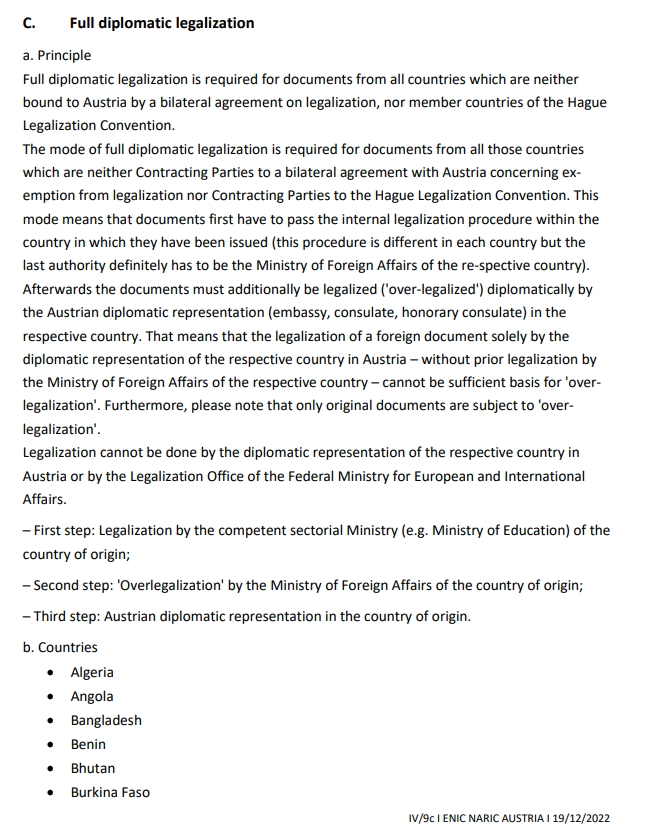 C. Full diplomatic legalization
a. Principle
Full diplomatic legalization is required for documents from all countries which are neither
bound to Austria by a bilateral agreement on legalization, nor member countries of the Hague
Legalization Convention.
The mode of full diplomatic legalization is required for documents from all those countries
which are neither Contracting Parties to a bilateral agreement with Austria concerning ex-
emption from legalization nor Contracting Parties to the Hague Legalization Convention. This
mode means that documents first have to pass the internal legalization procedure within the
country in which they have been issued (this procedure is different in each country but the
last authority definitely has to be the Ministry of Foreign Affairs of the re-spective country).
Afterwards the documents must additionally be legalized ('over-legalized') diplomatically by
the Austrian diplomatic representation (embassy, consulate, honorary consulate) in the
respective country. That means that the legalization of a foreign document solely by the
diplomatic representation of the respective country in Austria – without prior legalization by
the Ministry of Foreign Affairs of the respective country – cannot be sufficient basis for 'over-
legalization'. Furthermore, please note that only original documents are subject to 'over-
legalization'.
Legalization cannot be done by the diplomatic representation of the respective country in
Austria or by the Legalization Office of the Federal Ministry for European and International
Affairs.
– First step: Legalization by the competent sectorial Ministry (e.g. Ministry of Education) of the
country of origin;
– Second step: 'Overlegalization' by the Ministry of Foreign Affairs of the country of origin;
– Third step: Austrian diplomatic representation in the country of origin.
b. Countries
• Algeria
• Angola
• Bangladesh
• Benin
• Bhutan
• Burkina Faso
IV/9c I ENIC NARIC AUSTRIA I 19/12/2022